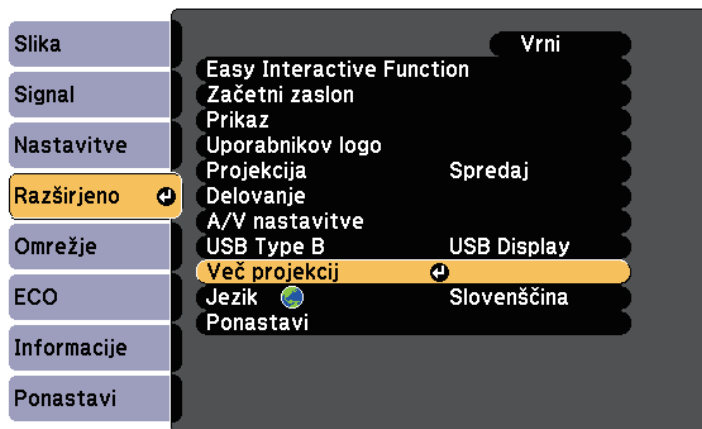 Slika
Signal
Nastavitve
Razširjeno
Omrežje
ECO
Informacije
Ponastavi
Vrni
Easy Interactive Function
Začetni zaslon
Prikaz
Uporabnikov logo
Projekcija Spredaj
Delovanje
A/V nastavitve
USB Type B USB Display
Več projekcij
Jezik Slovenščina
Ponastavi